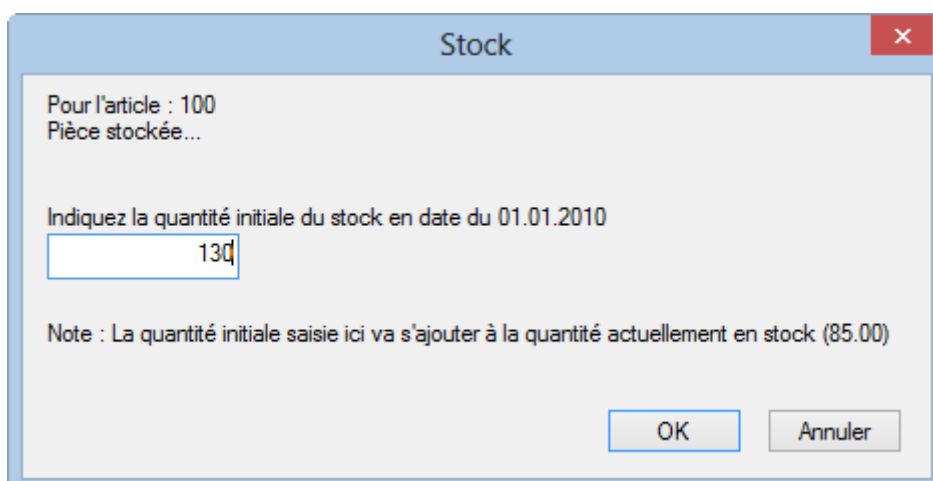 Stock
Pour l'article : 100
Pièce stockée...
Indiquez la quantité initiale du stock en date du 01.01.2010
130
Note : La quantité initiale saisie ici va s'ajouter à la quantité actuellement en stock (85.00)
OK
Annuler